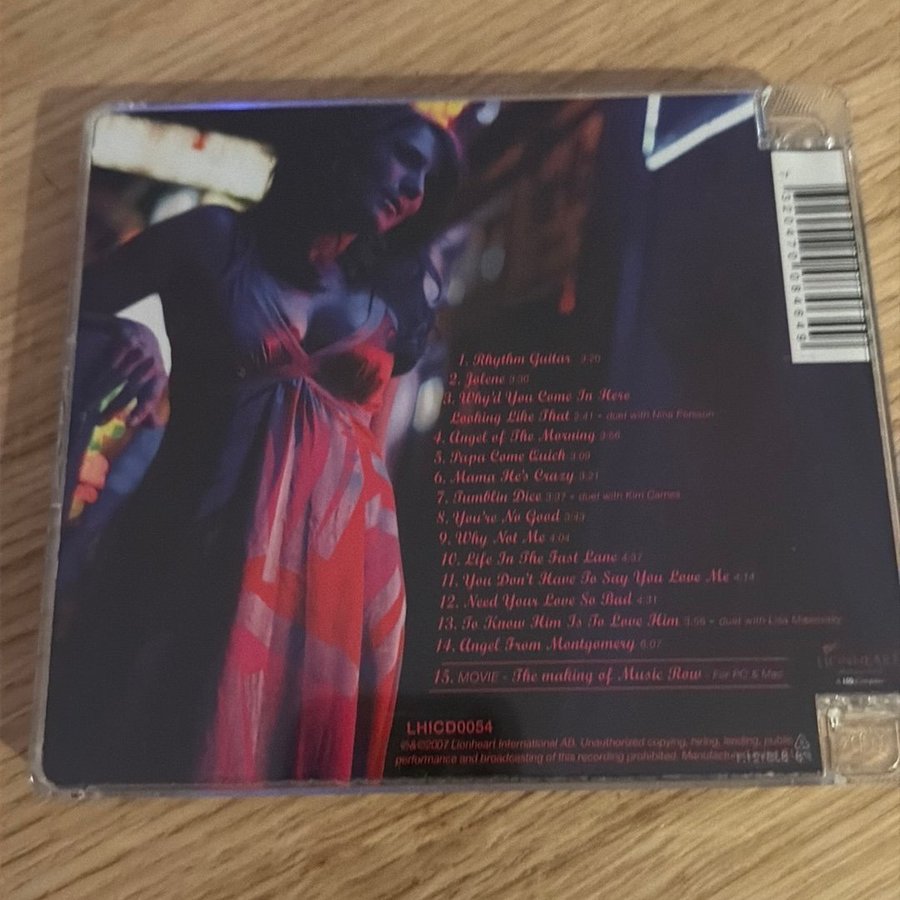 1. Rhythm Guitar 3:20
2. Jolene 3:30
3. Why'd You Come In Here
Looking Like That 3:41 - duet with Nina Persson
4. Angel of The Morning 3:56
5. Papa Come Quick 3:09
6. Mama He's Crazy 3:21
7. Tumblin Dice 3:37 - duet with Kim Carnes
8. You're No Good 3:43
9. Why Not Me 4:04
10. Life In The Fast Lane 4:37
11. You Don't Have To Say You Love Me 4:14
12. Need Your Love So Bad 4:31
13. To Know Him Is To Love Him 3:56 - duet with Lisa Miskovsky
14. Angel From Montgomery 6:07
15. MOVIE - The making of Music Row - For PC & Mac
LHICD0054
℗&©2007 Lionheart International AB. Unauthorized copying, hiring, lending, public
performance and broadcasting of this recording prohibited.
7 320470 084649